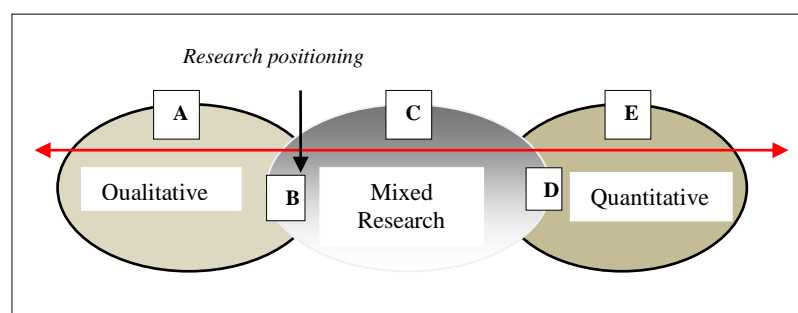 Research positioning
A
C
E
B
D
Oualitative
Mixed
Research
Quantitative